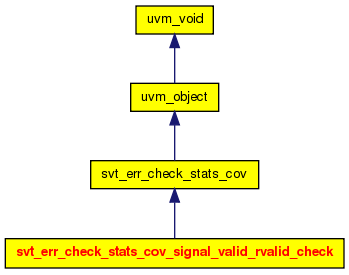 uvm_void
uvm_object
svt_err_check_stats_cov
svt_err_check_stats_cov_signal_valid_rvalid_check